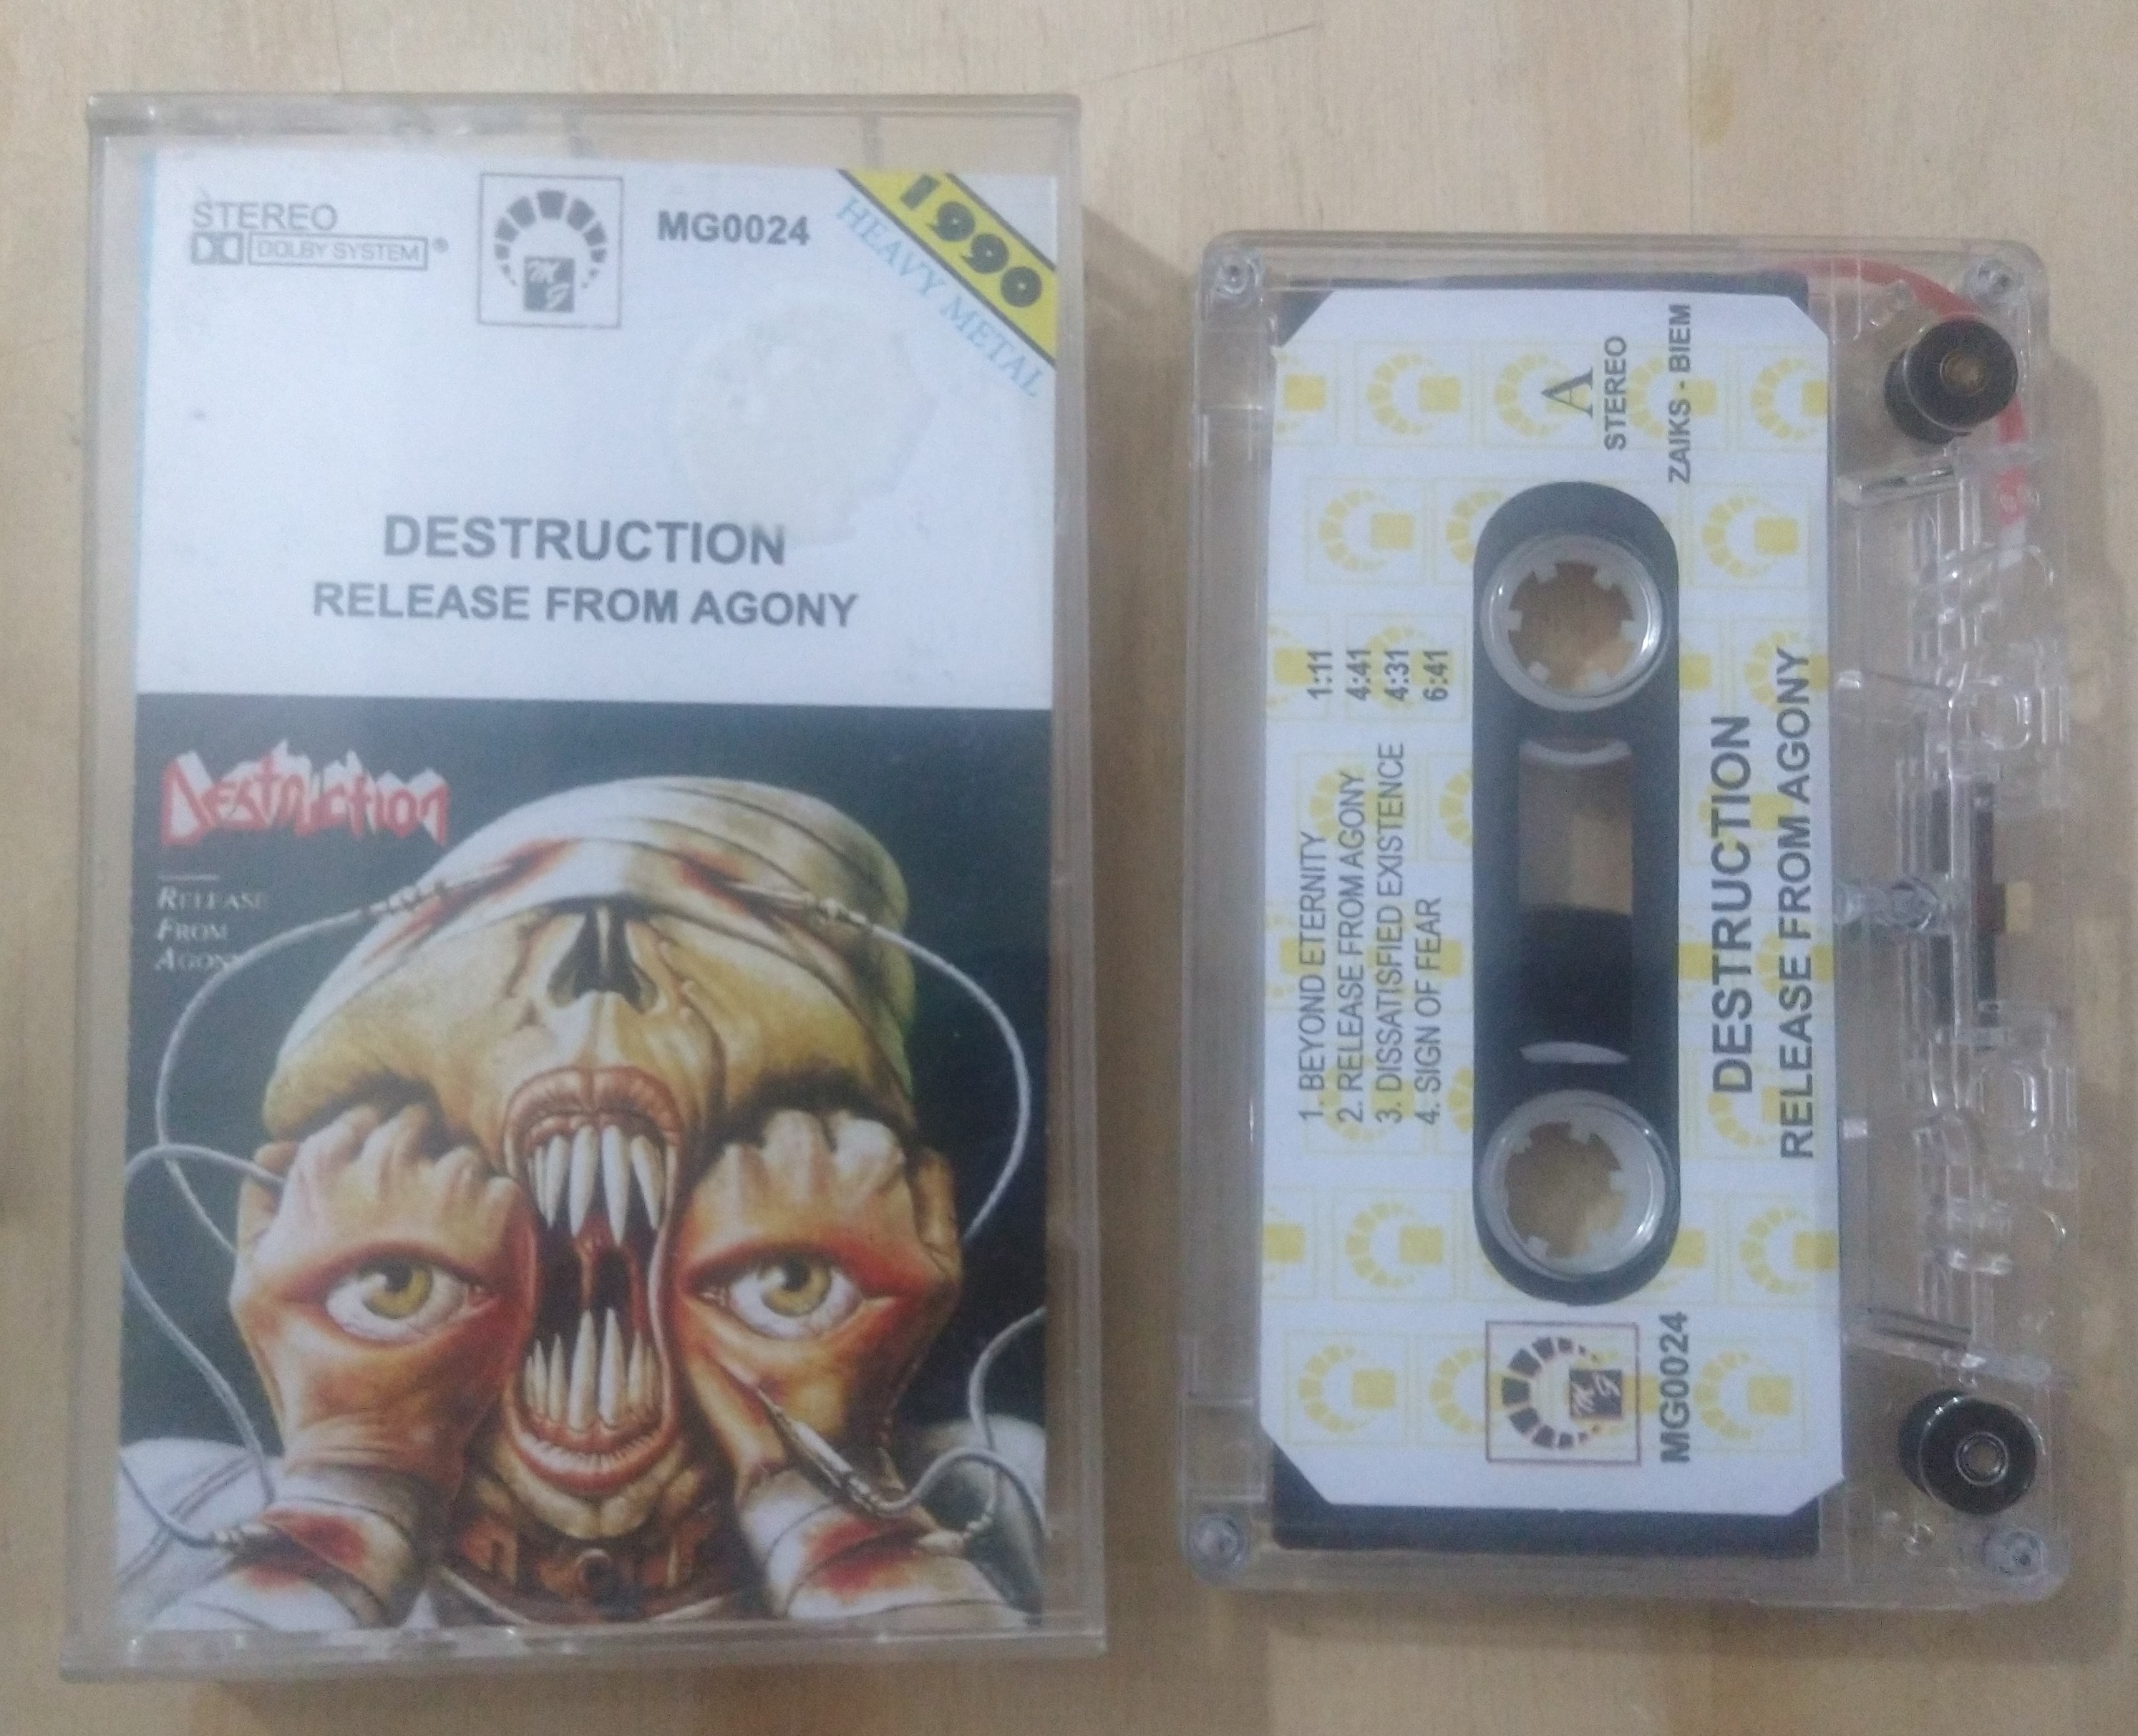 STEREO
DOLBY SYSTEM®
MG
MG0024
1990
HEAVY METAL
DESTRUCTION
RELEASE FROM AGONY
DESTRUCTION
RELEASE
FROM
AGONY
A
STEREO
ZAIKS - BIEM
1. BEYOND ETERNITY 1:11
2. RELEASE FROM AGONY 4:41
3. DISSATISFIED EXISTENCE 4:31
4. SIGN OF FEAR 6:41
DESTRUCTION
RELEASE FROM AGONY
MG
MG0024